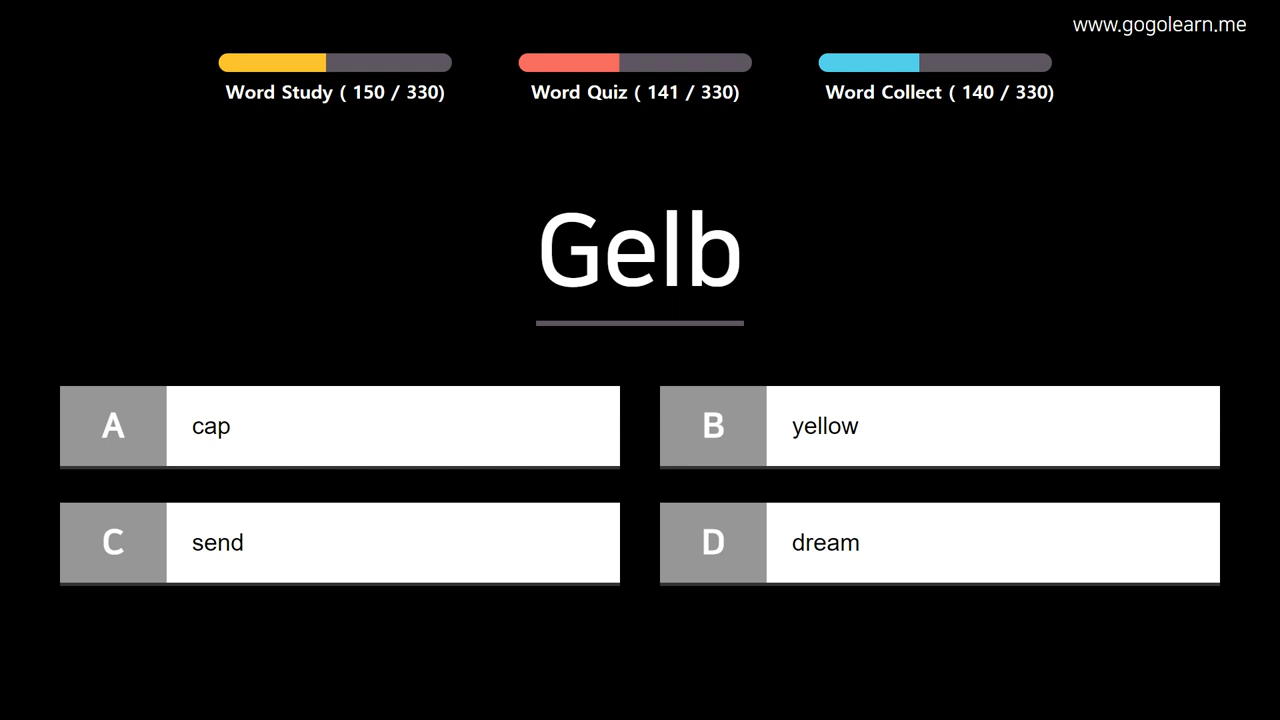 www.gogolearn.me
Word Study ( 150 / 330)
Word Quiz ( 141 / 330)
Word Collect ( 140 / 330)
Gelb
A cap
B yellow
C send
D dream